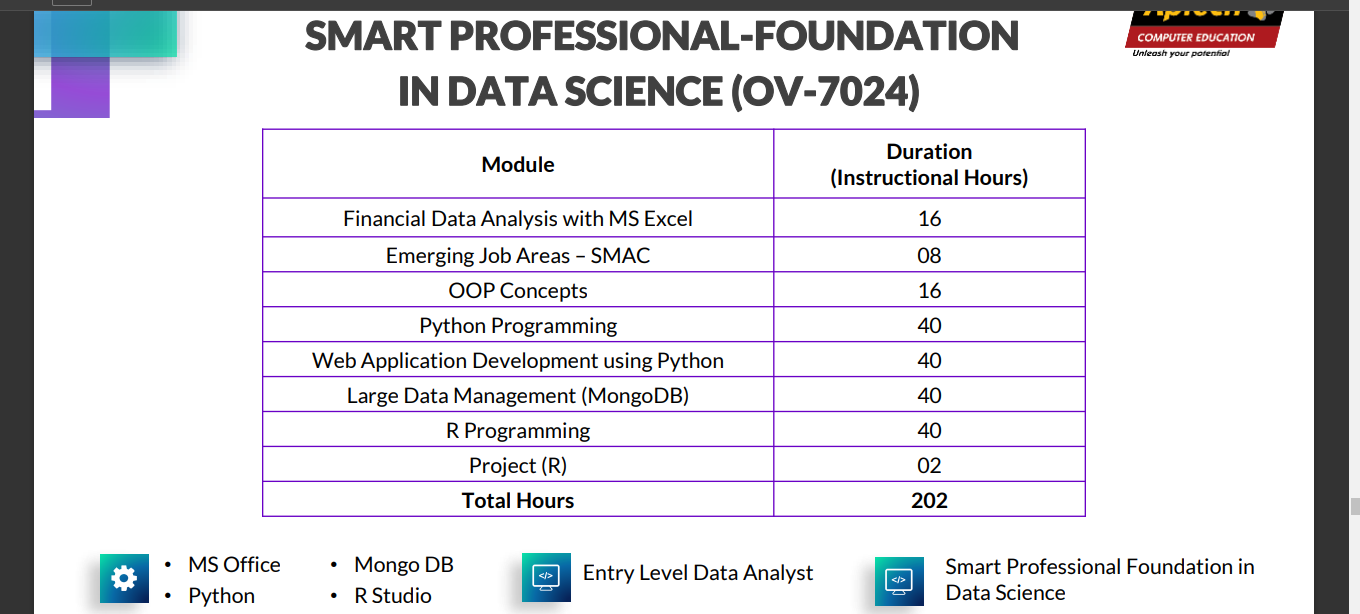 SMART PROFESSIONAL-FOUNDATION
IN DATA SCIENCE (OV-7024)
Aptech
COMPUTER EDUCATION
Unleash your potential
Module
Duration
(Instructional Hours)
Financial Data Analysis with MS Excel 16
Emerging Job Areas – SMAC 08
OOP Concepts 16
Python Programming 40
Web Application Development using Python 40
Large Data Management (MongoDB) 40
R Programming 40
Project (R) 02
Total Hours 202
• MS Office
• Python
• Mongo DB
• R Studio
</>
Entry Level Data Analyst
</>
Smart Professional Foundation in
Data Science